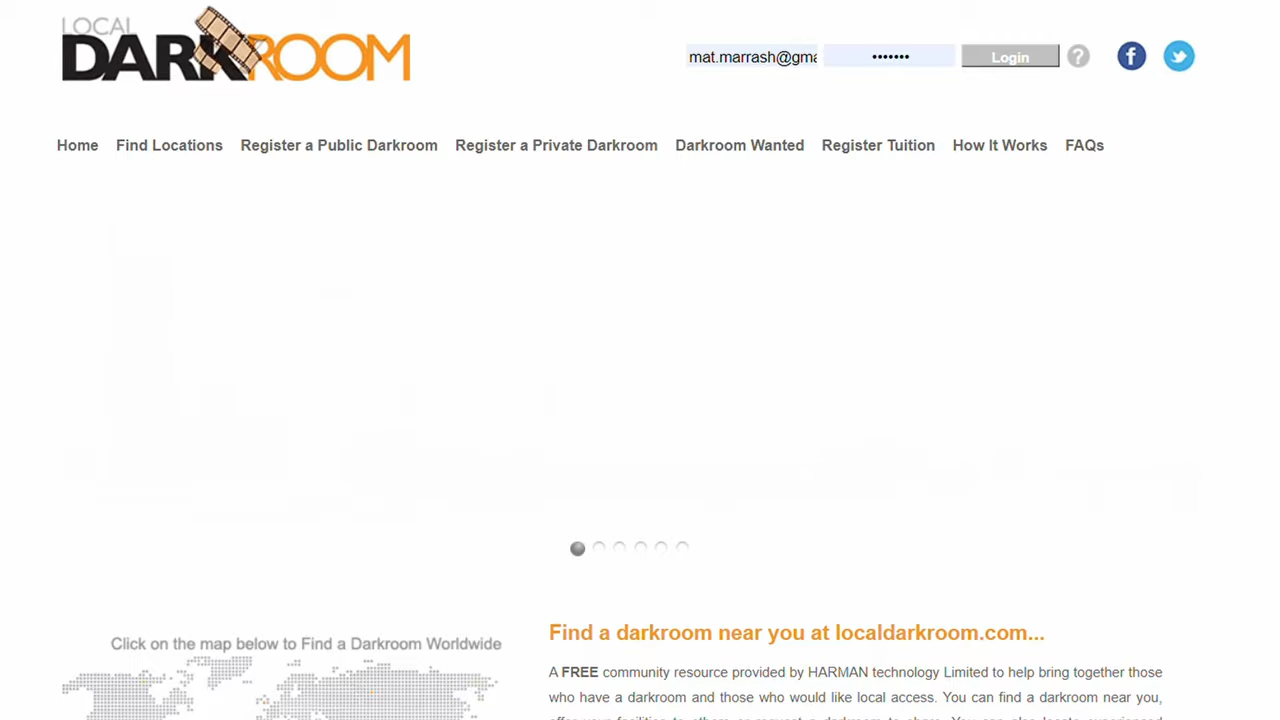 LOCAL
DARKROOM
mat.marrash@gma
•••••••
Login
?
f
Home
Find Locations
Register a Public Darkroom
Register a Private Darkroom
Darkroom Wanted
Register Tuition
How It Works
FAQs
Click on the map below to Find a Darkroom Worldwide
Find a darkroom near you at localdarkroom.com...
A FREE community resource provided by HARMAN technology Limited to help bring together those
who have a darkroom and those who would like local access. You can find a darkroom near you,